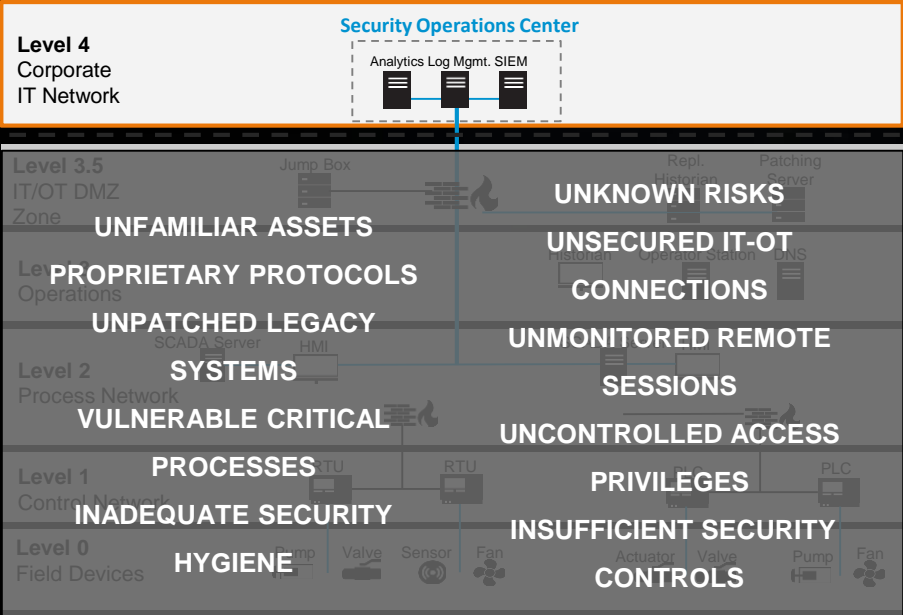 Security Operations Center
Level 4
Corporate
IT Network
Analytics Log Mgmt. SIEM
Level 3.5
IT/OT DMZ
Zone
Jump Box
Repl.
Historian
Patching
Server
UNFAMILIAR ASSETS
PROPRIETARY PROTOCOLS
UNPATCHED LEGACY
SYSTEMS
VULNERABLE CRITICAL
PROCESSES
INADEQUATE SECURITY
HYGIENE
UNKNOWN RISKS
UNSECURED IT-OT
CONNECTIONS
UNMONITORED REMOTE
SESSIONS
UNCONTROLLED ACCESS
PRIVILEGES
INSUFFICIENT SECURITY
CONTROLS
Operations
Historian
Operator Station
DNS
Level 2
Process Network
SCADA Server
HMI
Level 1
Control Network
RTU
RTU
PLC
PLC
Level 0
Field Devices
Pump
Valve
Sensor
Fan
Actuator
Valve
Pump
Fan